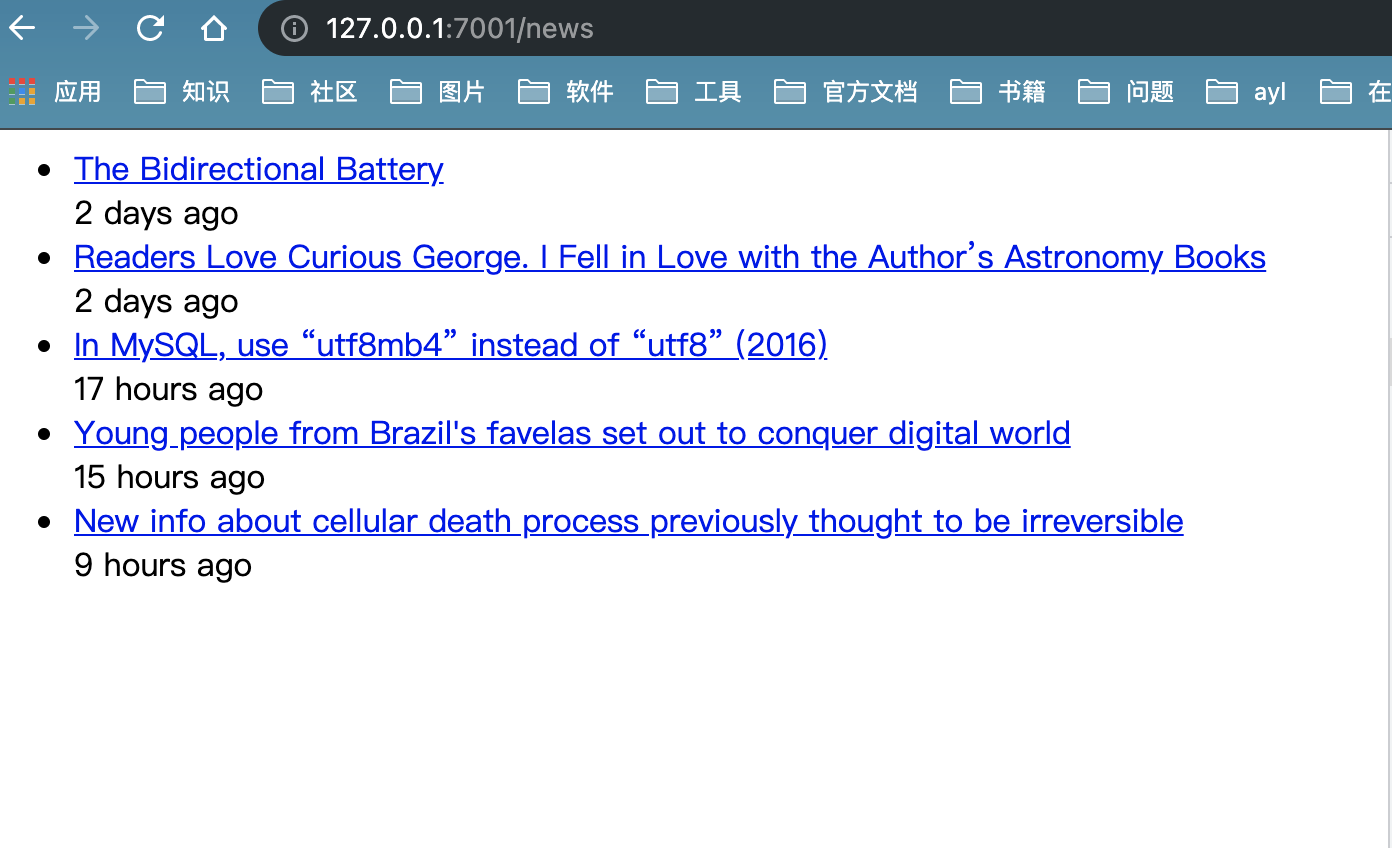 127.0.0.1:7001/news
应用 知识 社区 图片 软件 工具 官方文档 书籍 问题 ayl 在
The Bidirectional Battery
2 days ago
Readers Love Curious George. I Fell in Love with the Author’s Astronomy Books
2 days ago
In MySQL, use “utf8mb4” instead of “utf8” (2016)
17 hours ago
Young people from Brazil's favelas set out to conquer digital world
15 hours ago
New info about cellular death process previously thought to be irreversible
9 hours ago